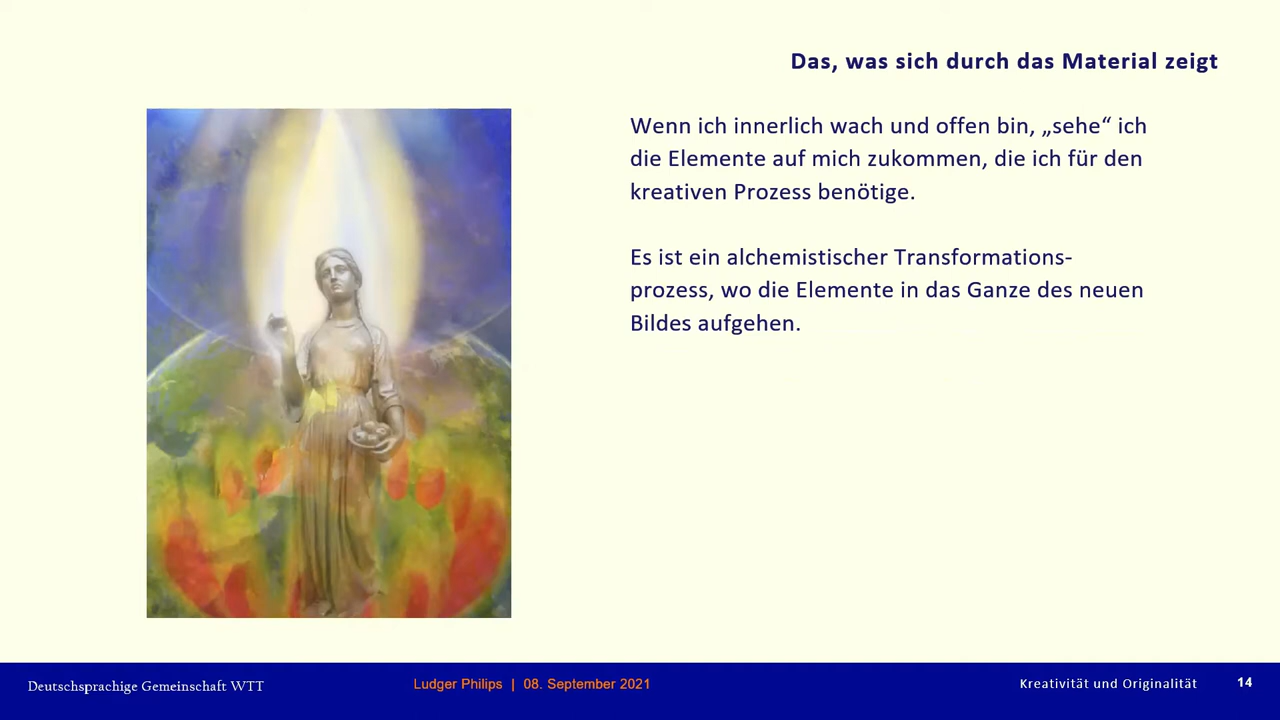 Das, was sich durch das Material zeigt
Wenn ich innerlich wach und offen bin, „sehe“ ich
die Elemente auf mich zukommen, die ich für den
kreativen Prozess benötige.
Es ist ein alchemistischer Transformations-
prozess, wo die Elemente in das Ganze des neuen
Bildes aufgehen.
Deutschsprachige Gemeinschaft WTT
Ludger Philips | 08. September 2021
Kreativität und Originalität
14